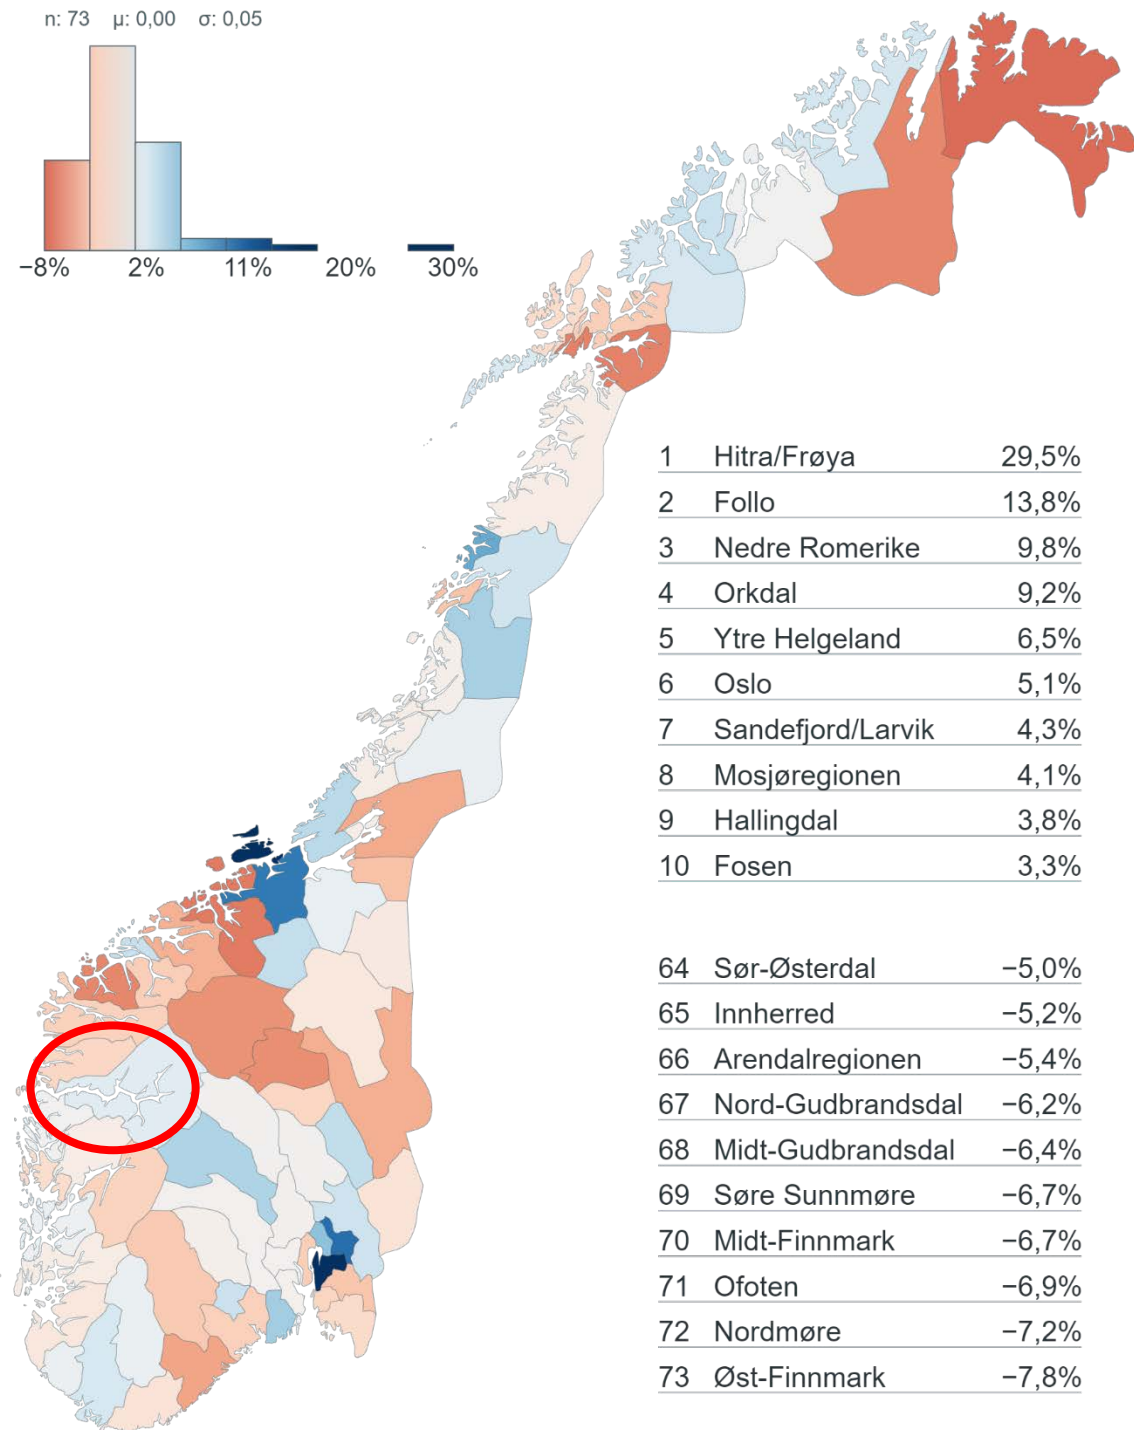 n: 73 μ: 0,00 σ: 0,05
−8% 2% 11% 20% 30%
1 Hitra/Frøya 29,5%
2 Follo 13,8%
3 Nedre Romerike 9,8%
4 Orkdal 9,2%
5 Ytre Helgeland 6,5%
6 Oslo 5,1%
7 Sandefjord/Larvik 4,3%
8 Mosjøregionen 4,1%
9 Hallingdal 3,8%
10 Fosen 3,3%
64 Sør-Østerdal −5,0%
65 Innherred −5,2%
66 Arendalregionen −5,4%
67 Nord-Gudbrandsdal −6,2%
68 Midt-Gudbrandsdal −6,4%
69 Søre Sunnmøre −6,7%
70 Midt-Finnmark −6,7%
71 Ofoten −6,9%
72 Nordmøre −7,2%
73 Øst-Finnmark −7,8%